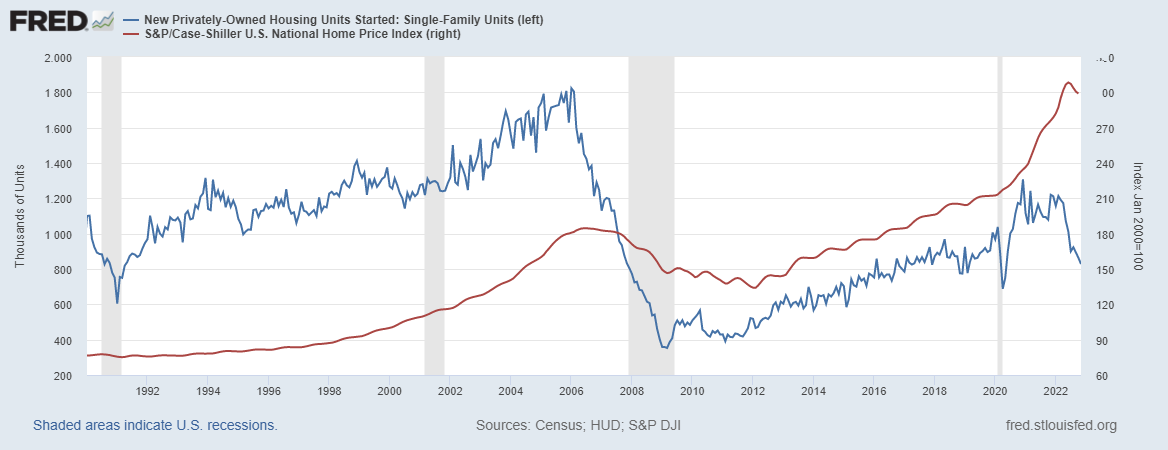 FRED
New Privately-Owned Housing Units Started: Single-Family Units (left)
S&P/Case-Shiller U.S. National Home Price Index (right)
2.000
1 800
1 600
1.400
1.200
1 000
800
600
400
200
Thousands of Units
00
270
240
210
180
150
120
90
60
Index Jan 2000=100
1992 1994 1996 1998 2000 2002 2004 2006 2008 2010 2012 2014 2016 2018 2020 2022
Shaded areas indicate U.S. recessions.
Sources: Census; HUD; S&P DJI
fred.stlouisfed.org